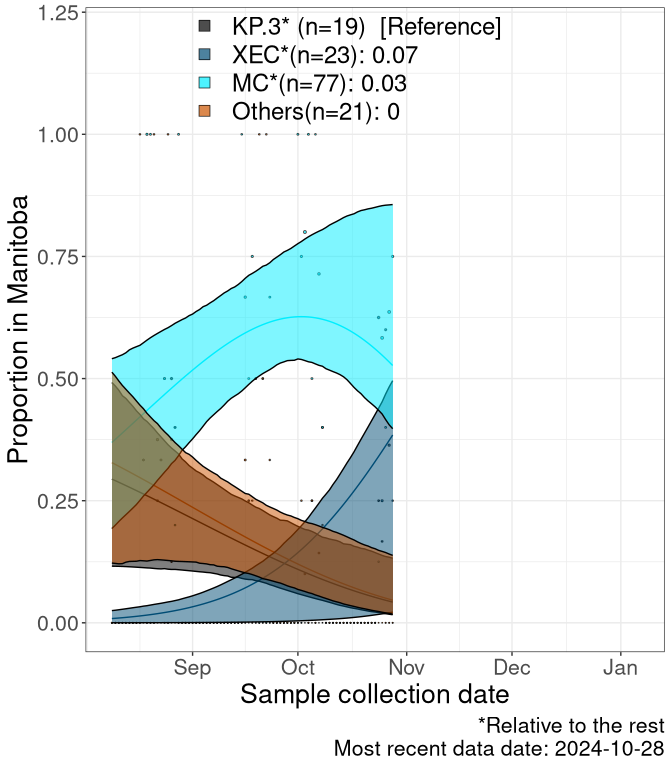 1.25
1.00
0.75
0.50
0.25
0.00
Proportion in Manitoba
KP.3* (n=19)  [Reference]
XEC*(n=23): 0.07
MC*(n=77): 0.03
Others(n=21): 0
Sep Oct Nov Dec Jan
Sample collection date
*Relative to the rest
Most recent data date: 2024-10-28